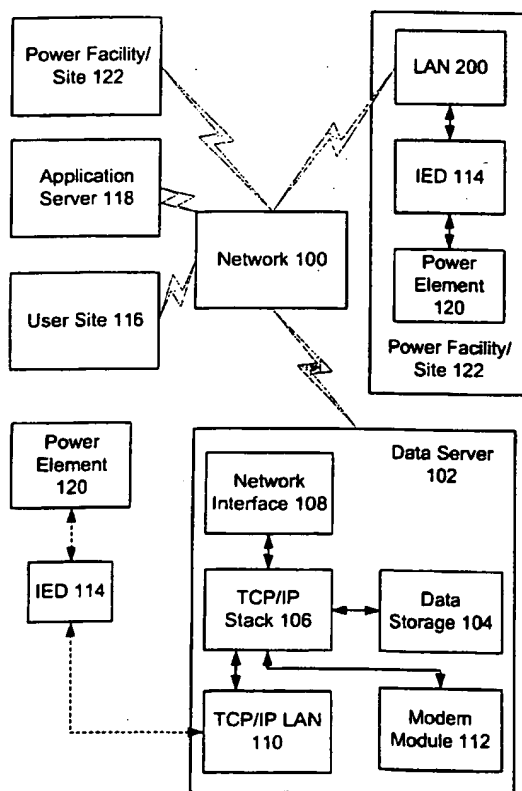 Power Facility/
Site 122
Application
Server 118
User Site 116
Network 100
LAN 200
IED 114
Power
Element
120
Power Facility/
Site 122
Power
Element
120
IED 114
Data Server
102
Network
Interface 108
TCP/IP
Stack 106
Data
Storage 104
TCP/IP LAN
110
Modem
Module 112